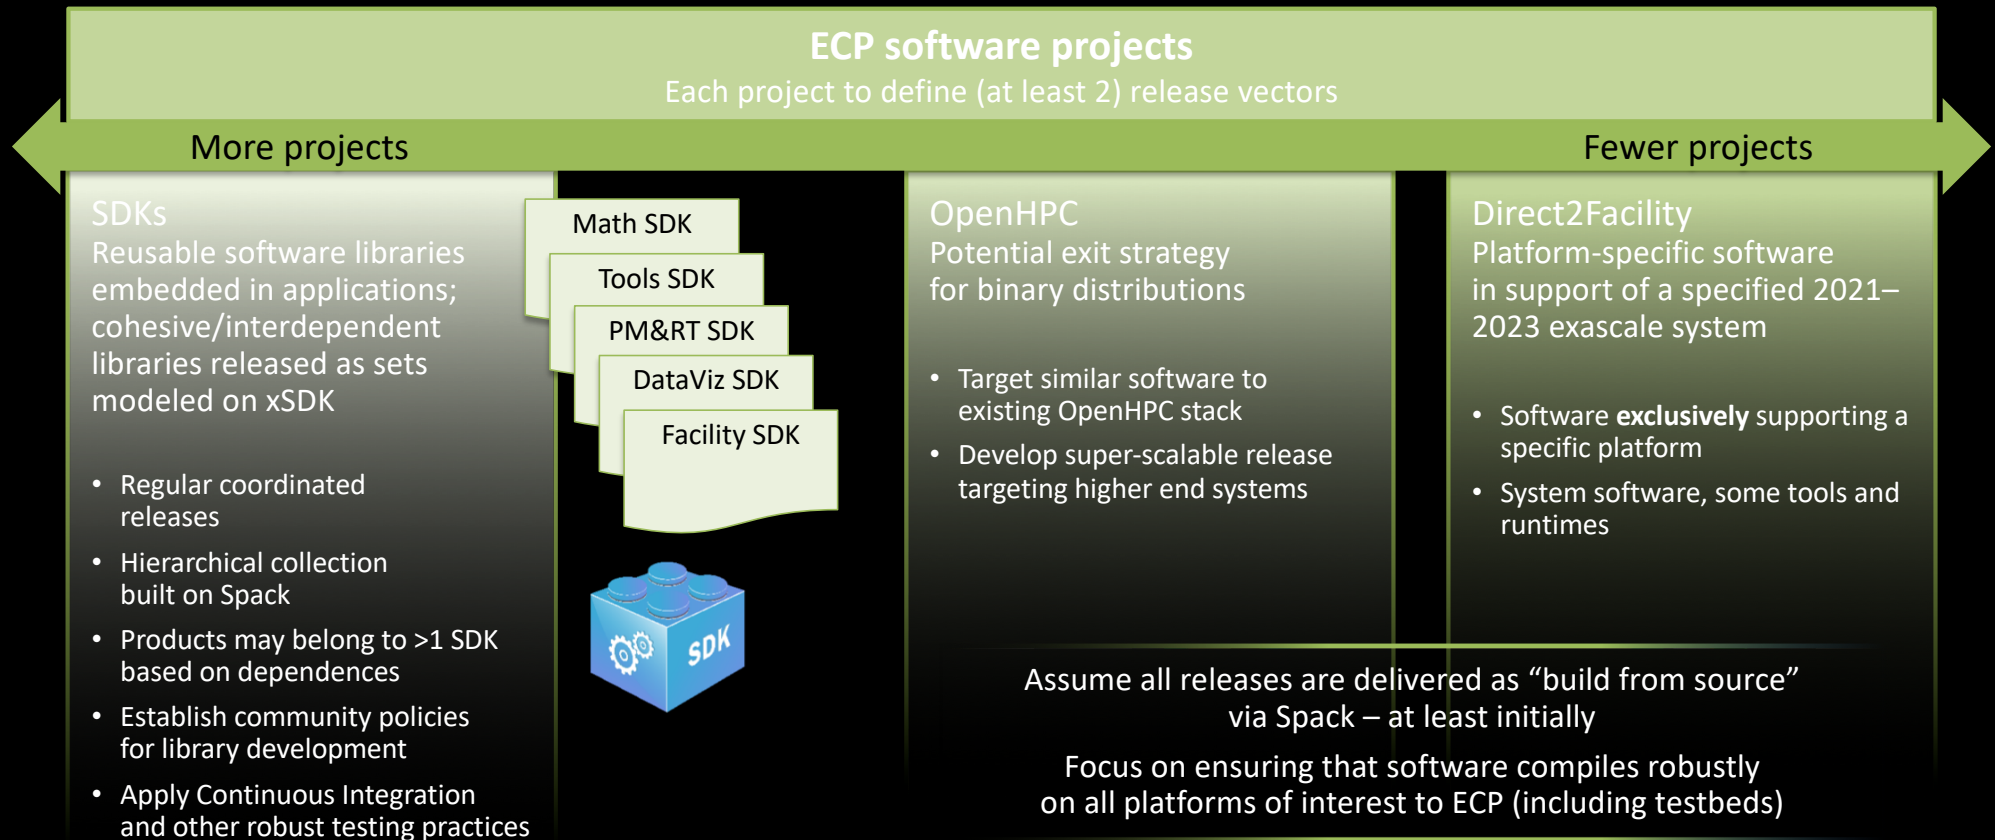 ECP software projects
Each project to define (at least 2) release vectors
More projects
Fewer projects
SDKs
Reusable software libraries
embedded in applications;
cohesive/interdependent
libraries released as sets
modeled on xSDK
• Regular coordinated
releases
• Hierarchical collection
built on Spack
• Products may belong to >1 SDK
based on dependences
• Establish community policies
for library development
• Apply Continuous Integration
and other robust testing practices
Math SDK
Tools SDK
PM&RT SDK
DataViz SDK
Facility SDK
SDK
OpenHPC
Potential exit strategy
for binary distributions
• Target similar software to
existing OpenHPC stack
• Develop super-scalable release
targeting higher end systems
Direct2Facility
Platform-specific software
in support of a specified 2021–
2023 exascale system
• Software exclusively supporting a
specific platform
• System software, some tools and
runtimes
Assume all releases are delivered as “build from source”
via Spack – at least initially
Focus on ensuring that software compiles robustly
on all platforms of interest to ECP (including testbeds)